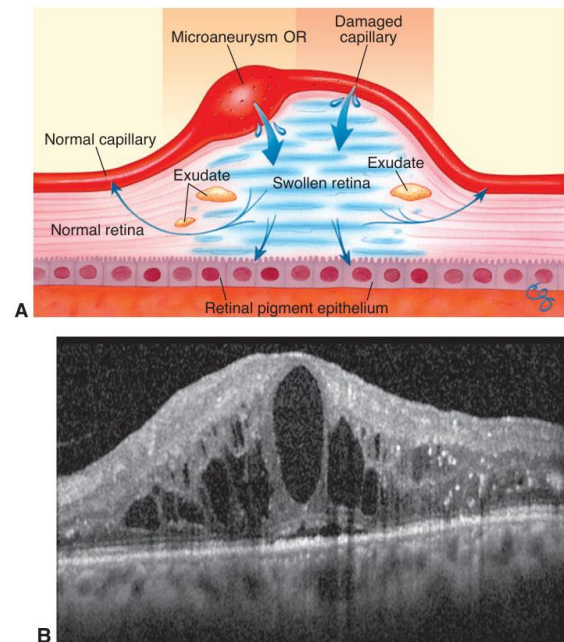 Microaneurysm OR
Damaged
capillary
Normal capillary
Exudate
Exudate
Swollen retina
Normal retina
Retinal pigment epithelium
A
B